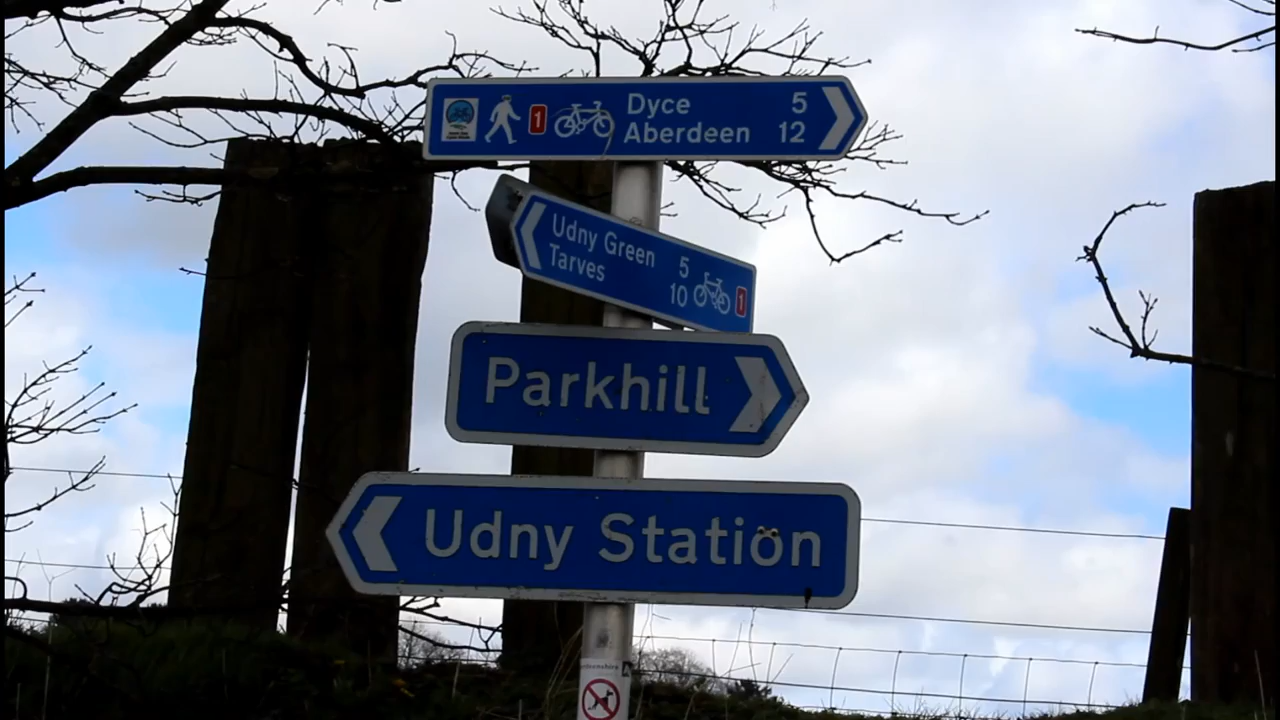 1 Dyce 5
Aberdeen 12
Udny Green 5
Tarves 10 1
Parkhill
Udny Station